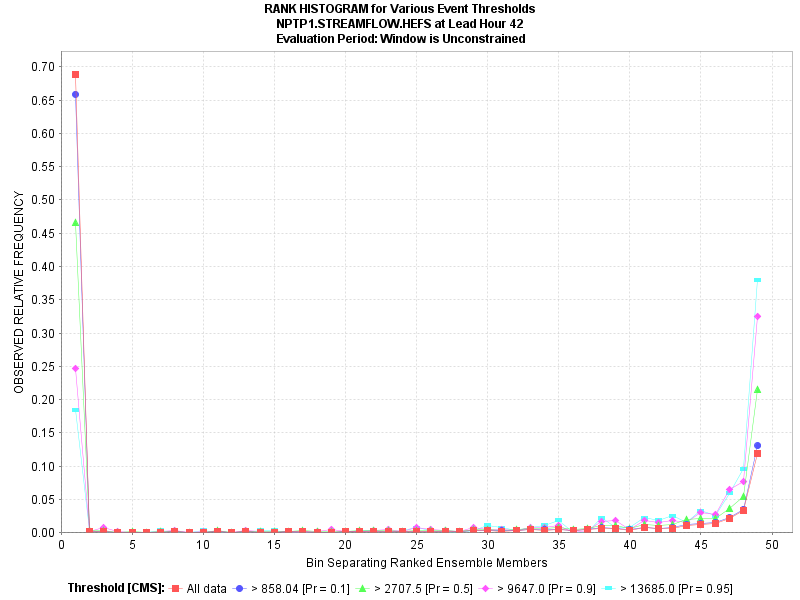 RANK HISTOGRAM for Various Event Thresholds
NPTP1.STREAMFLOW.HEFS at Lead Hour 42
Evaluation Period: Window is Unconstrained
OBSERVED RELATIVE FREQUENCY
0.70
0.65
0.60
0.55
0.50
0.45
0.40
0.35
0.30
0.25
0.20
0.15
0.10
0.05
0.00
0 5 10 15 20 25 30 35 40 45 50
Bin Separating Ranked Ensemble Members
Threshold [CMS]: All data > 858.04 [Pr = 0.1] > 2707.5 [Pr = 0.5] > 9647.0 [Pr = 0.9] > 13685.0 [Pr = 0.95]